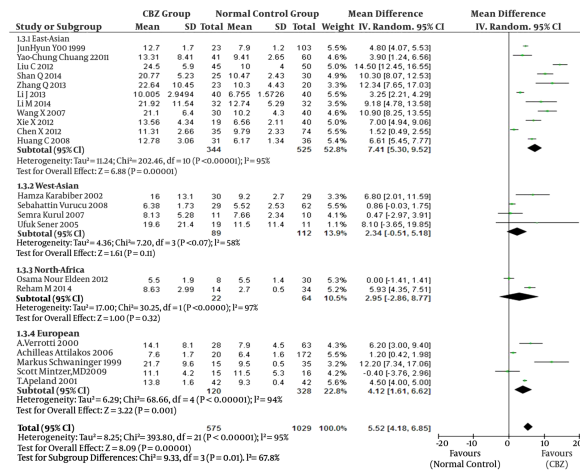 CBZ Group Normal Control Group Mean Difference Mean Difference
Study or Subgroup Mean SD Total Mean SD Total Weight IV. Random. 95% CI IV. Random. 95% CI
1.3.1 East-Asian
JunHyun YOO 1999 12.7 1.7 23 7.9 1.2 103 5.5% 4.80 [4.07, 5.53]
Yao-Chung Chuang 22011 13.31 8.41 41 9.41 2.65 60 4.8% 3.90 [1.24, 6.56]
Liu C 2012 24.5 5.9 45 10 4 50 5.1% 14.50 [12.45, 16.55]
Shan Q 2014 20.77 5.23 25 10.47 2.43 30 5.0% 10.30 [8.07, 12.53]
Zhang Q 2013 22.64 10.45 23 10.3 4.43 20 3.5% 12.34 [7.65, 17.03]
Li J 2013 10.005 2.9494 40 6.755 1.5726 40 5.4% 3.25 [2.21, 4.29]
Li M 2014 21.92 11.54 32 12.74 5.29 32 3.7% 9.18 [4.78, 13.58]
Wang X 2007 21.1 6.4 30 10.2 4.3 40 4.8% 10.90 [8.25, 13.55]
Xie X 2012 13.56 4.34 19 6.56 2.11 40 5.1% 7.00 [4.94, 9.06]
Chen X 2012 11.31 2.66 35 9.79 2.33 74 5.4% 1.52 [0.49, 2.55]
Huang C 2008 12.78 3.06 31 6.17 1.34 36 5.3% 6.61 [5.45, 7.77]
Subtotal (95% CI) 344 525 52.8% 7.41 [5.30, 9.52]
Heterogeneity: Tau²= 11.24; Chi²= 202.46, df = 10 (P <0.00001); I²= 95%
Test for Overall Effect: Z = 6.88 (P = 0.00001)
1.3.2 West-Asian
Hamza Karabiber 2002 16 13.1 30 9.2 2.7 29 3.5% 6.80 [2.01, 11.59]
Sebahattin Vurucu 2008 6.38 1.73 29 5.52 2.53 62 5.4% 0.86 [-0.03, 1.75]
Semra Kurul 2007 8.13 5.28 11 7.66 2.34 10 4.2% 0.47 [-2.97, 3.91]
Ufuk Sener 2005 19.6 21.4 19 11.5 11.4 11 0.9% 8.10 [-3.65, 19.85]
Subtotal (95% CI) 89 112 13.9% 2.34 [-0.51, 5.18]
Heterogeneity: Tau²= 4.36; Chi²= 7.20, df = 3 (P <0.07); I²= 58%
Test for Overall Effect: Z = 1.61 (P = 0.11)
1.3.3 North-Africa
Osama Nour Eldeen 2012 5.5 1.9 8 5.5 1.4 30 5.3% 0.00 [-1.41, 1.41]
Reham M 2014 8.63 2.99 14 2.7 0.5 34 5.2% 5.93 [4.35, 7.51]
Subtotal (95% CI) 22 64 10.5% 2.95 [-2.86, 8.77]
Heterogeneity: Tau²= 17.00; Chi²= 30.25, df = 1 (P <0.0000); I²= 97%
Test for Overall Effect: Z= 1.00 (P = 0.32)
1.3.4 European
A.Verrotti 2000 14.1 8.1 28 7.9 4.5 63 4.6% 6.20 [3.00, 9.40]
Achilleas Attilakos 2006 7.6 1.7 20 6.4 1.6 172 5.5% 1.20 [0.42, 1.98]
Markus Schwaninger 1999 21.7 9.6 15 9.5 0.5 35 3.4% 12.20 [7.34, 17.06]
Scott Mintzer,MD2009 11.1 4.2 15 11.5 5.3 16 4.2% -0.40 [-3.76, 2.96]
T.Apeland 2001 13.8 1.6 42 9.3 0.4 42 5.5% 4.50 [4.00, 5.00]
Subtotal (95% CI) 120 328 22.8% 4.12 [1.61, 6.62]
Heterogeneity: Tau²= 6.29; Chi²= 68.66, df = 4 (P < 0.00001); I²= 94%
Test for Overall Effect: Z= 3.22 (P = 0.001)
Total (95% CI) 575 1029 100.0% 5.52 [4.18, 6.85]
Heterogeneity: Tau²= 8.25; Chi²= 393.80, df = 21 (P < 0.00001); I²= 95%
Test for Overall Effect: Z= 8.09 (P = 0.00001)
Test for Subgroup Differences: Chi²= 9.33, df = 3 (P = 0.01). I²= 67.8%
-20 -10 0 10 20
Favours Favours
(Normal Control) (CBZ)